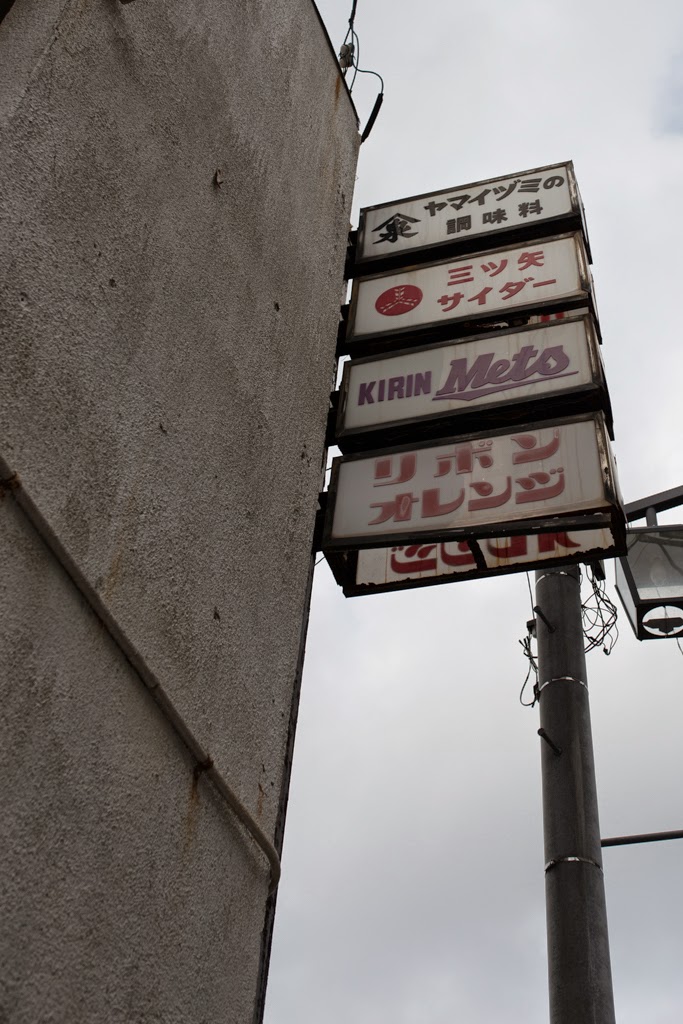 泉
ヤマイヅミの
調味料
三ツ矢
サイダー
KIRIN Mets
リボン
オレンジ